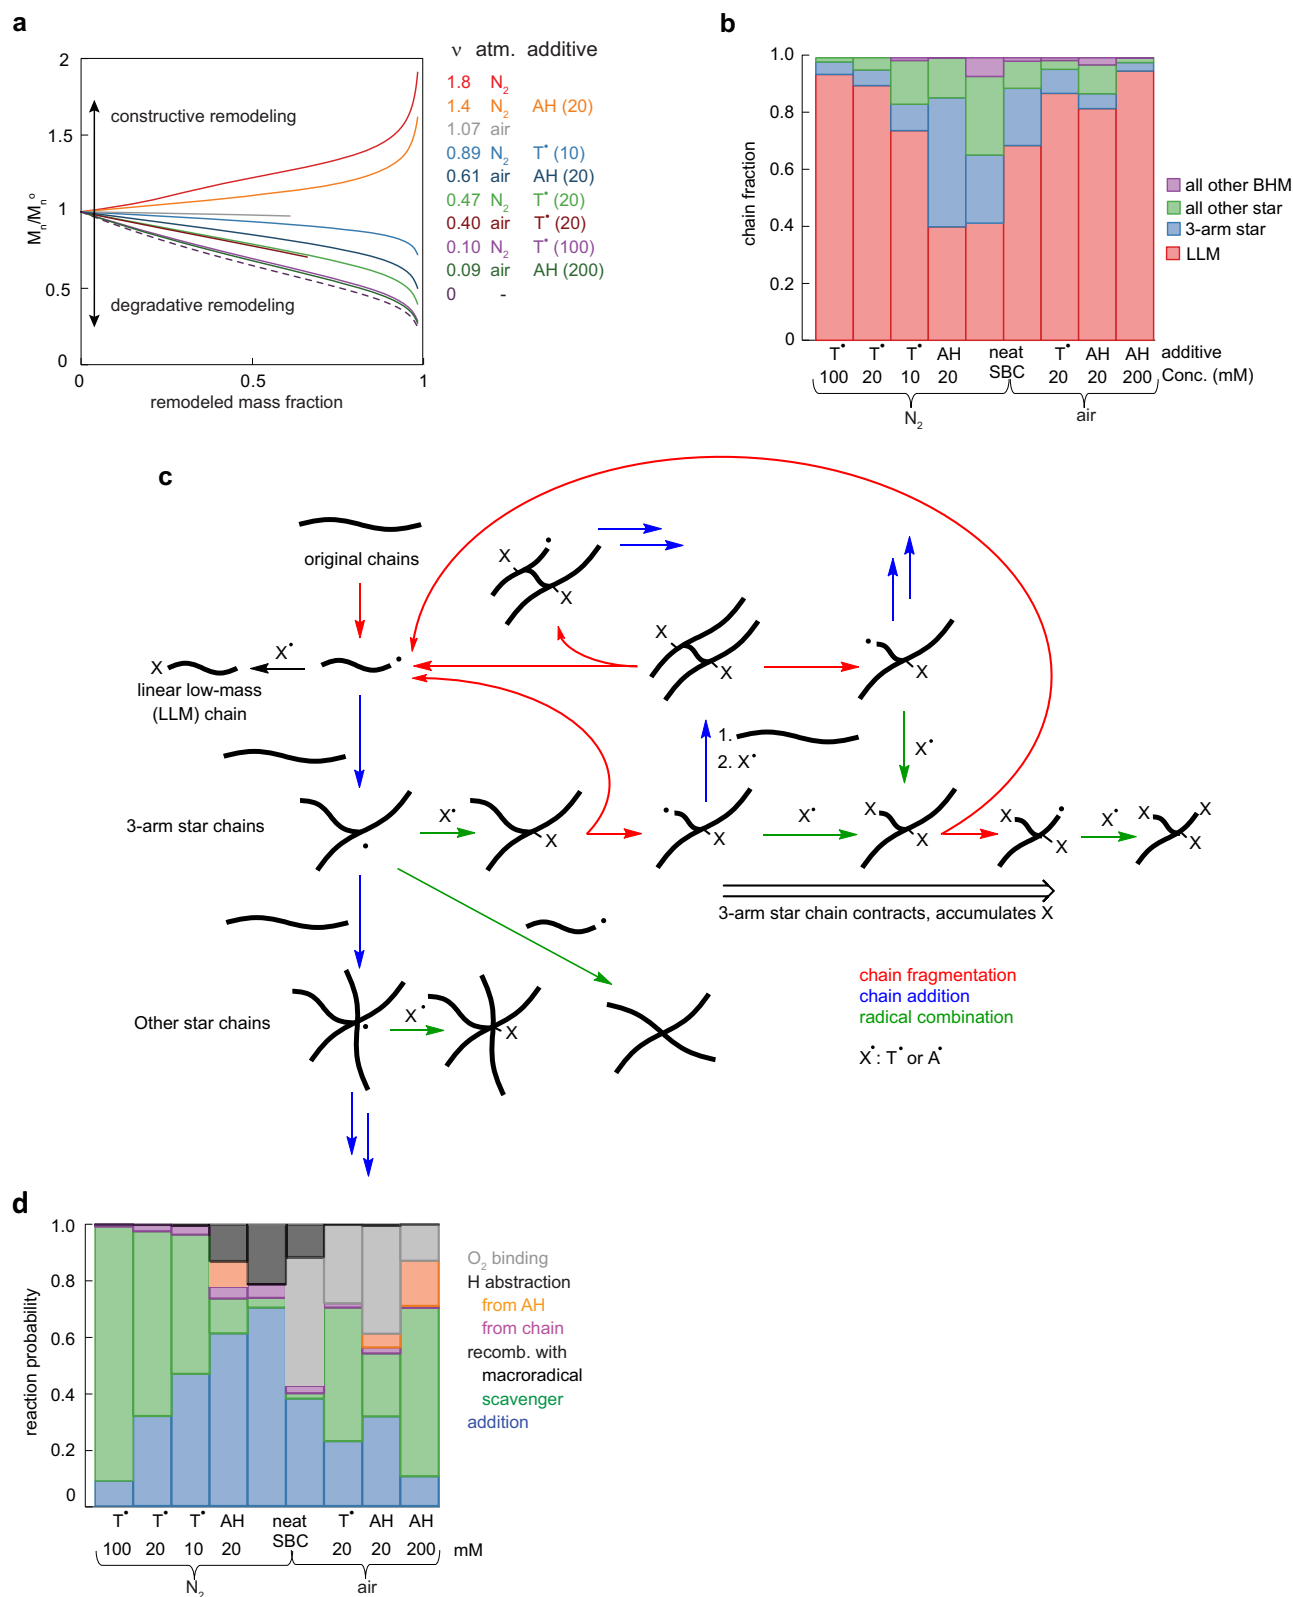 a
ν atm. additive
1.8 N₂
1.4 N₂ AH (20)
1.07 air
0.89 N₂ T• (10)
0.61 air AH (20)
0.47 N₂ T• (20)
0.40 air T• (20)
0.10 N₂ T• (100)
0.09 air AH (200)
0 -
2
1.5
1
0.5
0
Mₙ/Mₙ°
constructive remodeling
degradative remodeling
0 0.5 1
remodeled mass fraction
b
1.0
0.8
0.6
0.4
0.2
0
chain fraction
all other BHM
all other star
3-arm star
LLM
T• T• T• AH neat SBC T• AH AH additive
100 20 10 20 20 20 200 Conc. (mM)
N₂ air
c
original chains
X•
X
linear low-mass
(LLM) chain
X
X
X
X
X
1.
2. X•
X•
3-arm star chains
X•
X
X
X•
X
X
X
X
X•
X
X
X
3-arm star chain contracts, accumulates X
Other star chains
X•
X
chain fragmentation
chain addition
radical combination
X•: T• or A•
d
1.0
0.8
0.6
0.4
0.2
0
reaction probability
O₂ binding
H abstraction
from AH
from chain
recomb. with
macroradical
scavenger
addition
T• T• T• AH neat SBC T• AH AH
100 20 10 20 20 20 200 mM
N₂ air